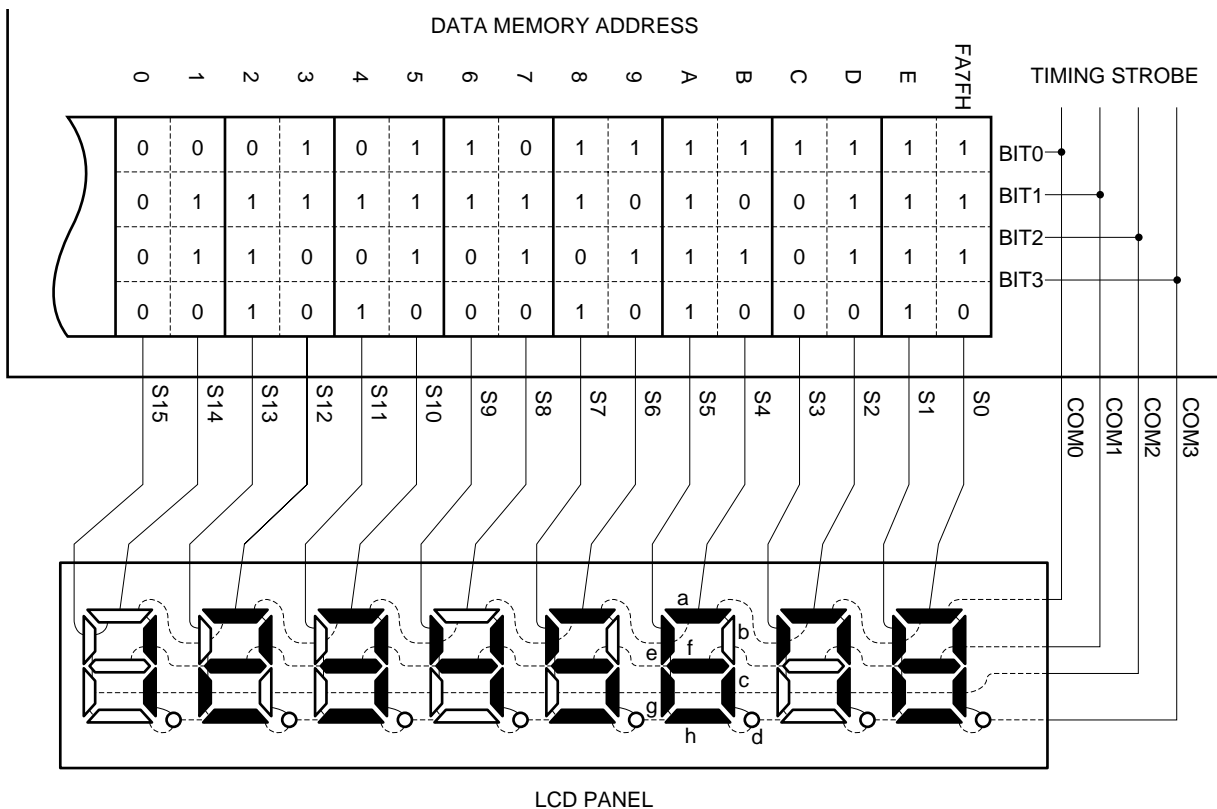 DATA MEMORY ADDRESS
0 1 2 3 4 5 6 7 8 9 A B C D E FA7FH
TIMING STROBE
0 0 0 1 0 1 1 0 1 1 1 1 1 1 1 1 BIT0
0 1 1 1 1 1 1 1 1 0 1 0 0 1 1 1 BIT1
0 1 1 0 0 1 0 1 0 1 1 1 0 1 1 1 BIT2
0 0 1 0 1 0 0 0 1 0 1 0 0 0 1 0 BIT3
S15 S14 S13 S12 S11 S10 S9 S8 S7 S6 S5 S4 S3 S2 S1 S0 COM0 COM1 COM2 COM3
a
b
e f
c
g
h d
LCD PANEL